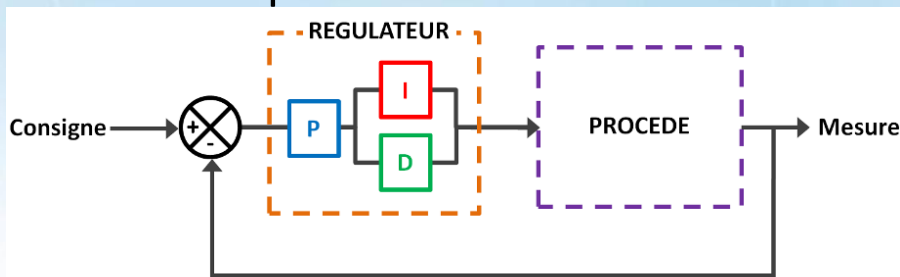 REGULATEUR
I
Consigne
+
-
P
PROCEDE
Mesure
D